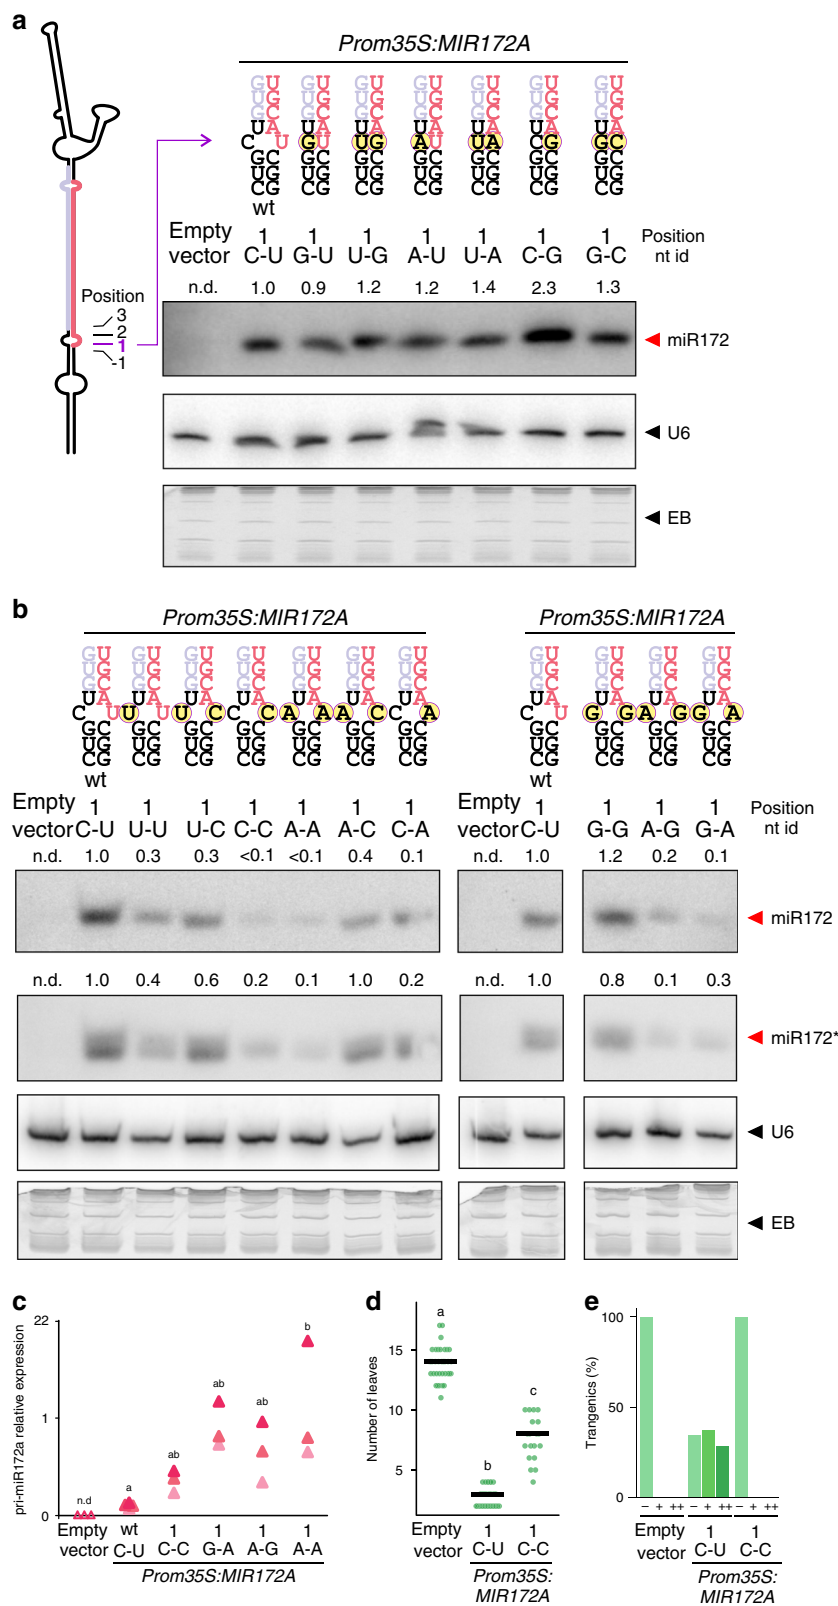 a
Prom35S:MIR172A
G U G U G U G U G U G U G U
U G U G U G U G U G U G U G
G C G C G C G C G C G C G C
U A U A U A U A U A U A U A
C U G U U G A U U A C G G C
G C G C G C G C G C G C G C
U G U G U G U G U G U G U G
C G C G C G C G C G C G C G
wt
Empty vector
1 1 1 1 1 1 1 Position
C-U G-U U-G A-U U-A C-G G-C nt id
n.d. 1.0 0.9 1.2 1.2 1.4 2.3 1.3
Position
3
2
1
-1
miR172
U6
EB
b
Prom35S:MIR172A Prom35S:MIR172A
G U G U G U G U G U G U G U G U G U G U G U
U G U G U G U G U G U G U G U G U G U G U G
G C G C G C G C G C G C G C G C G C G C G C
U A U A U A U A U A U A U A U A U A U A U A
C U U U U C C C A A A C C A C U G G A G G A
G C G C G C G C G C G C G C G C G C G C G C
U G U G U G U G U G U G U G U G U G U G U G
C G C G C G C G C G C G C G C G C G C G C G
wt wt
Empty 1 1 1 1 1 1 1 Empty 1 1 1 1 Position
vector C-U U-U U-C C-C A-A A-C C-A vector C-U G-G A-G G-A nt id
n.d. 1.0 0.3 0.3 <0.1 <0.1 0.4 0.1 n.d. 1.0 1.2 0.2 0.1
miR172
n.d. 1.0 0.4 0.6 0.2 0.1 1.0 0.2 n.d. 1.0 0.8 0.1 0.3
miR172*
U6
EB
c
pri-miR172a relative expression
22
1
0
n.d a ab ab ab b
Empty wt 1 1 1 1
vector C-U C-C G-A A-G A-A
Prom35S:MIR172A
d
Number of leaves
15
10
5
a
b
c
Empty 1 1
vector C-U C-C
Prom35S:
MIR172A
e
Trangenics (%)
100
50
0
− + ++ − + ++ − + ++
Empty 1 1
vector C-U C-C
Prom35S:
MIR172A